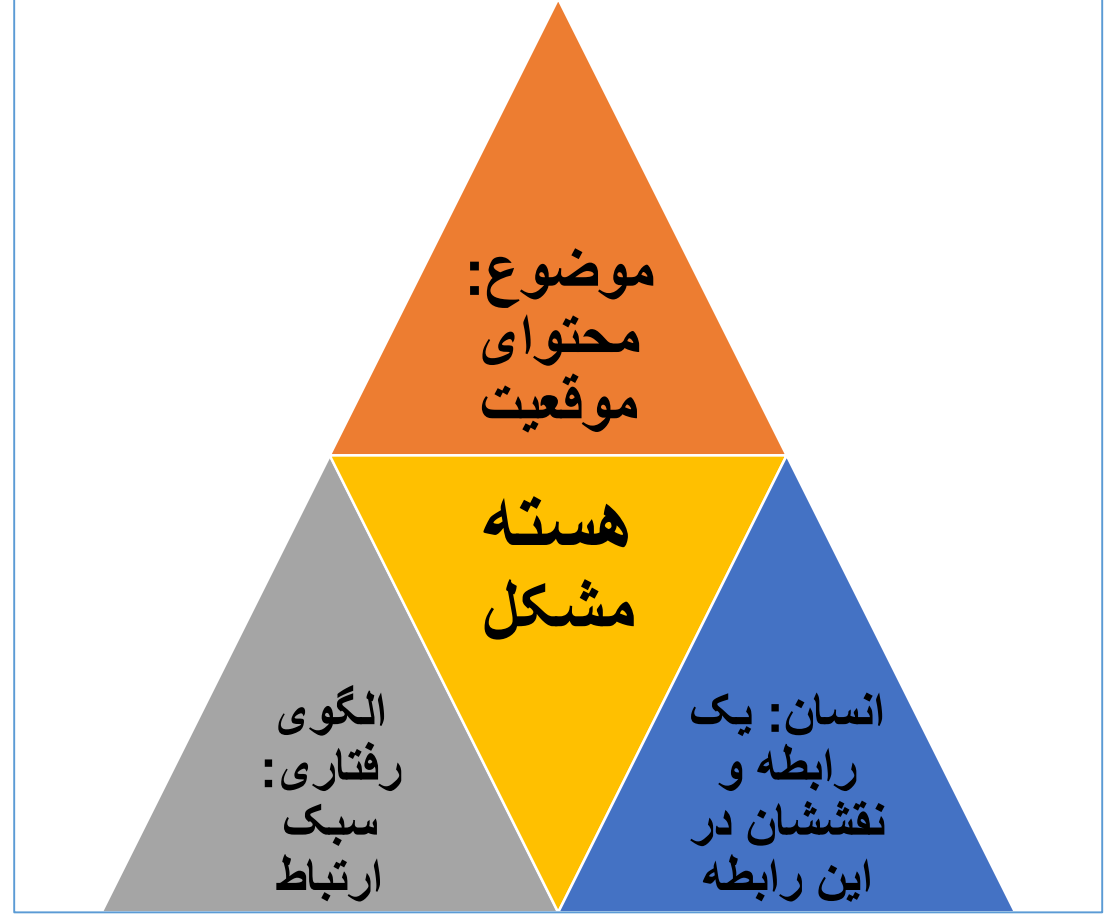 موضوع:
محتوای
موقعیت
هسته
مشکل
انسان: یک
رابطه و
نقششان در
این رابطه
الگوی
رفتاری:
سبک
ارتباط